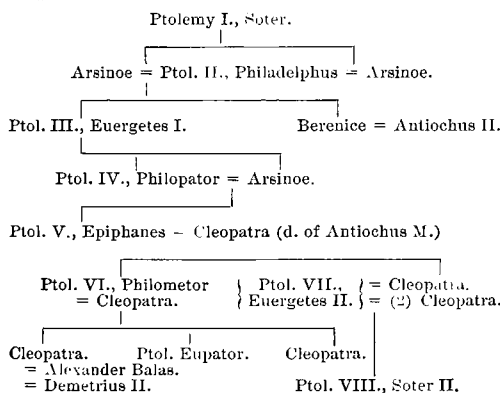 Ptolemy I., Soter.
Arsinoe = Ptol. II., Philadelphus = Arsinoe.
Ptol. III., Euergetes I. Berenice = Antiochus II.
Ptol. IV., Philopator = Arsinoe.
Ptol. V., Epiphanes – Cleopatra (d. of Antiochus M.)
Ptol. VI., Philometor { Ptol. VII., } = Cleopatra.
= Cleopatra. { Euergetes II. } = (2) Cleopatra.
Cleopatra. Ptol. Eupator. Cleopatra.
= Alexander Balas.
= Demetrius II. Ptol. VIII., Soter II.